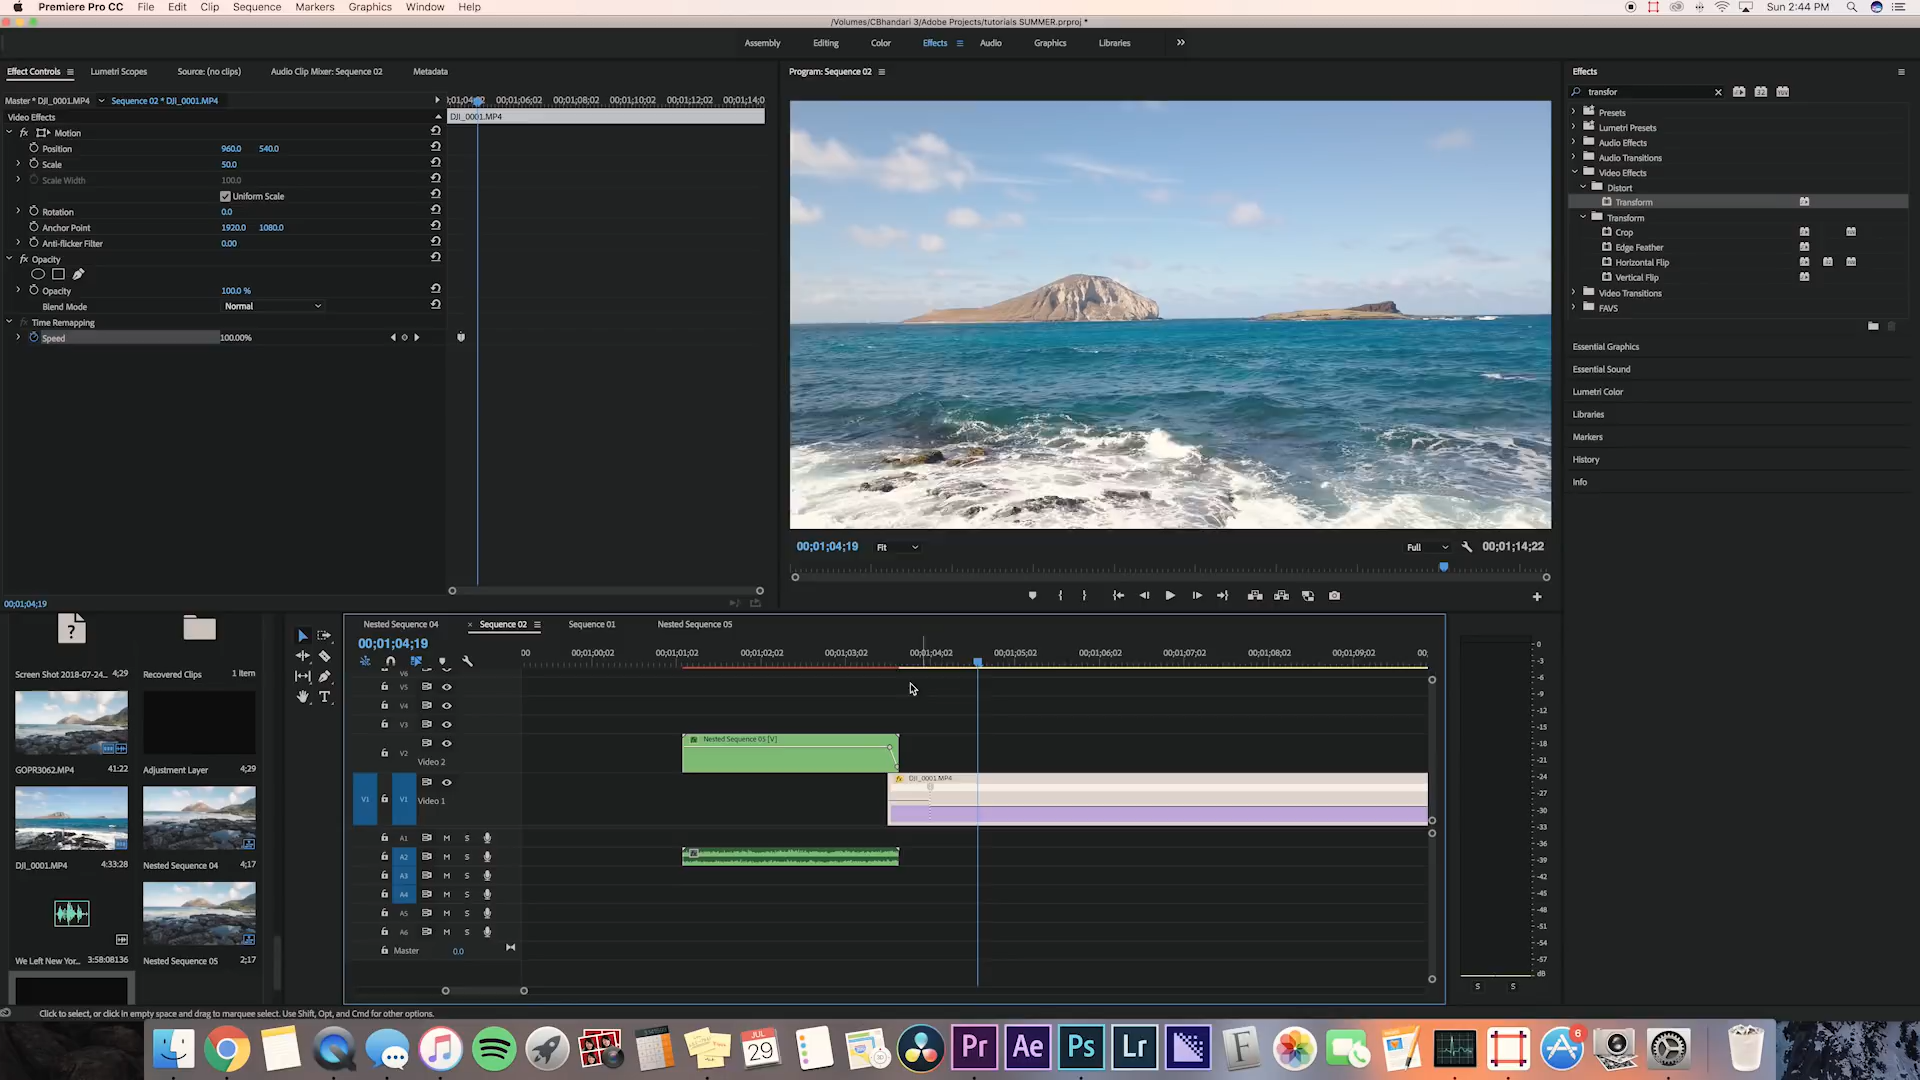 Premiere Pro CC File Edit Clip Sequence Markers Graphics Window Help Sun 2:44 PM
/Volumes/CBhandari 3/Adobe Projects/tutorials SUMMER.prproj *
Assembly Editing Color Effects Audio Graphics Libraries
Effect Controls Lumetri Scopes Source: (no clips) Audio Clip Mixer: Sequence 02 Metadata
Program: Sequence 02
Effects
Master * DJI_0001.MP4 Sequence 02 * DJI_0001.MP4
00;01;06;02 00;01;08;02 00;01;10;02 00;01;12;02
DJI_0001.MP4
Video Effects
Motion
Position 960.0 540.0
Scale 50.0
Scale Width 100.0
Uniform Scale
Rotation 0.0
Anchor Point 1920.0 1080.0
Anti-flicker Filter 0.00
Opacity
Opacity 100.0 %
Blend Mode Normal
Time Remapping
Speed 100.00%
00;01;04;19
transfor
Presets
Lumetri Presets
Audio Effects
Audio Transitions
Video Effects
Distort
Transform
Transform
Crop
Edge Feather
Horizontal Flip
Vertical Flip
Video Transitions
FAVS
Essential Graphics
Essential Sound
Lumetri Color
Libraries
Markers
History
Info
00;01;04;19 Fit Full 00;01;14;22
Screen Shot 2018-07-24... 4;29
Recovered Clips 1 Item
GOPR3062.MP4 41:22
Adjustment Layer 4;29
DJI_0001.MP4 4:33:28
Nested Sequence 04 4;17
We Left New Yor... 3:58:08136
Nested Sequence 05 2;17
Nested Sequence 04 × Sequence 02 Sequence 01 Nested Sequence 05
00;01;04;19
00 00;01;00;02 00;01;01;02 00;01;02;02 00;01;03;02 00;01;04;02 00;01;05;02 00;01;06;02 00;01;07;02 00;01;08;02 00;01;09;02 00;
V6
V5
V4
V3
V2 Video 2
V1 V1 Video 1
Nested Sequence 05 [V]
DJI_0001.MP4
A1 M S
A2 M S
A3 M S
A4 M S
A5 M S
A6 M S
Master 0.0
0
-3
-6
-9
-12
-15
-18
-21
-24
-27
-30
-33
-36
-39
-42
-45
-48
-51
-54
-57
dB
S S
Click to select, or click in empty space and drag to marquee select. Use Shift, Opt, and Cmd for other options.
JUL
29
Pr Ae Ps Lr
6